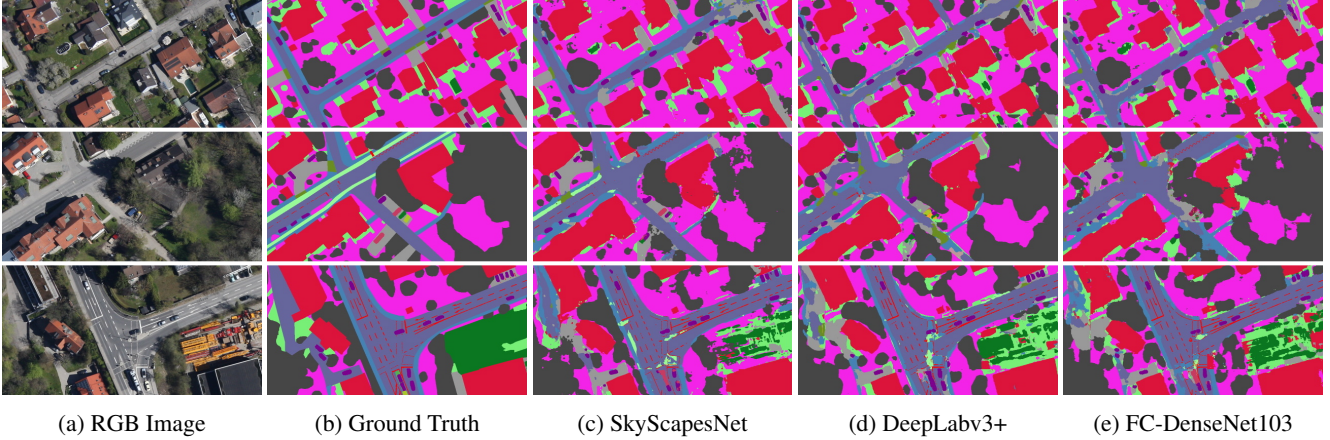 (a) RGB Image
(b) Ground Truth
(c) SkyScapesNet
(d) DeepLabv3+
(e) FC-DenseNet103